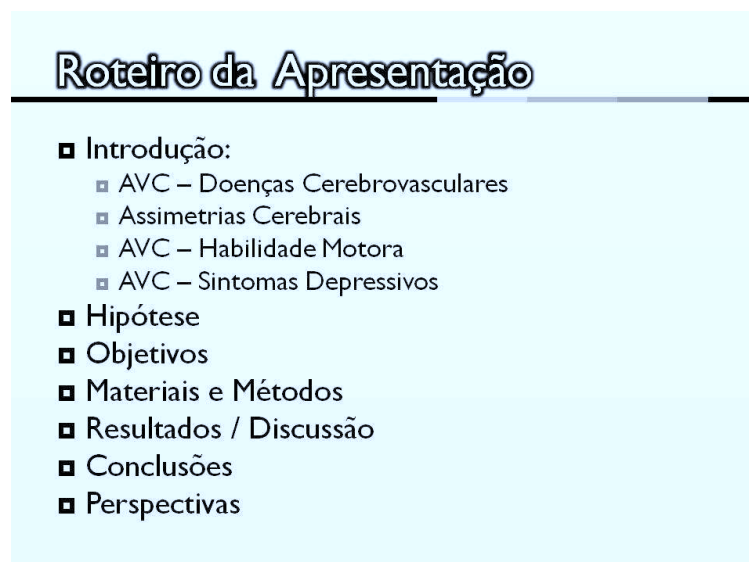 Roteiro da Apresentação
Introdução:
AVC – Doenças Cerebrovasculares
Assimetrias Cerebrais
AVC – Habilidade Motora
AVC – Sintomas Depressivos
Hipótese
Objetivos
Materiais e Métodos
Resultados / Discussão
Conclusões
Perspectivas